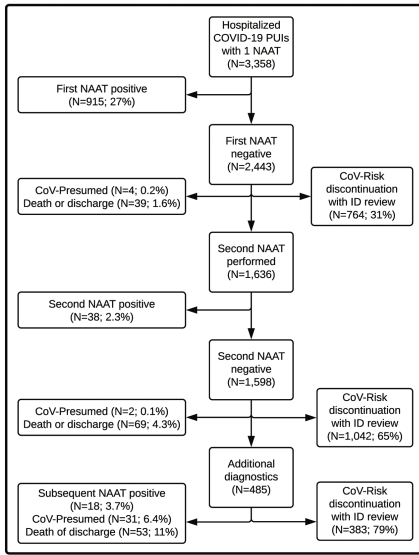 Hospitalized
COVID-19 PUIs
with 1 NAAT
(N=3,358)
First NAAT positive
(N=915; 27%)
First NAAT
negative
(N=2,443)
CoV-Presumed (N=4; 0.2%)
Death or discharge (N=39; 1.6%)
CoV-Risk
discontinuation
with ID review
(N=764; 31%)
Second NAAT
performed
(N=1,636)
Second NAAT positive
(N=38; 2.3%)
Second NAAT
negative
(N=1,598)
CoV-Presumed (N=2; 0.1%)
Death or discharge (N=69; 4.3%)
CoV-Risk
discontinuation
with ID review
(N=1,042; 65%)
Additional
diagnostics
(N=485)
Subsequent NAAT positive
(N=18; 3.7%)
CoV-Presumed (N=31; 6.4%)
Death of discharge (N=53; 11%)
CoV-Risk
discontinuation
with ID review
(N=383; 79%)